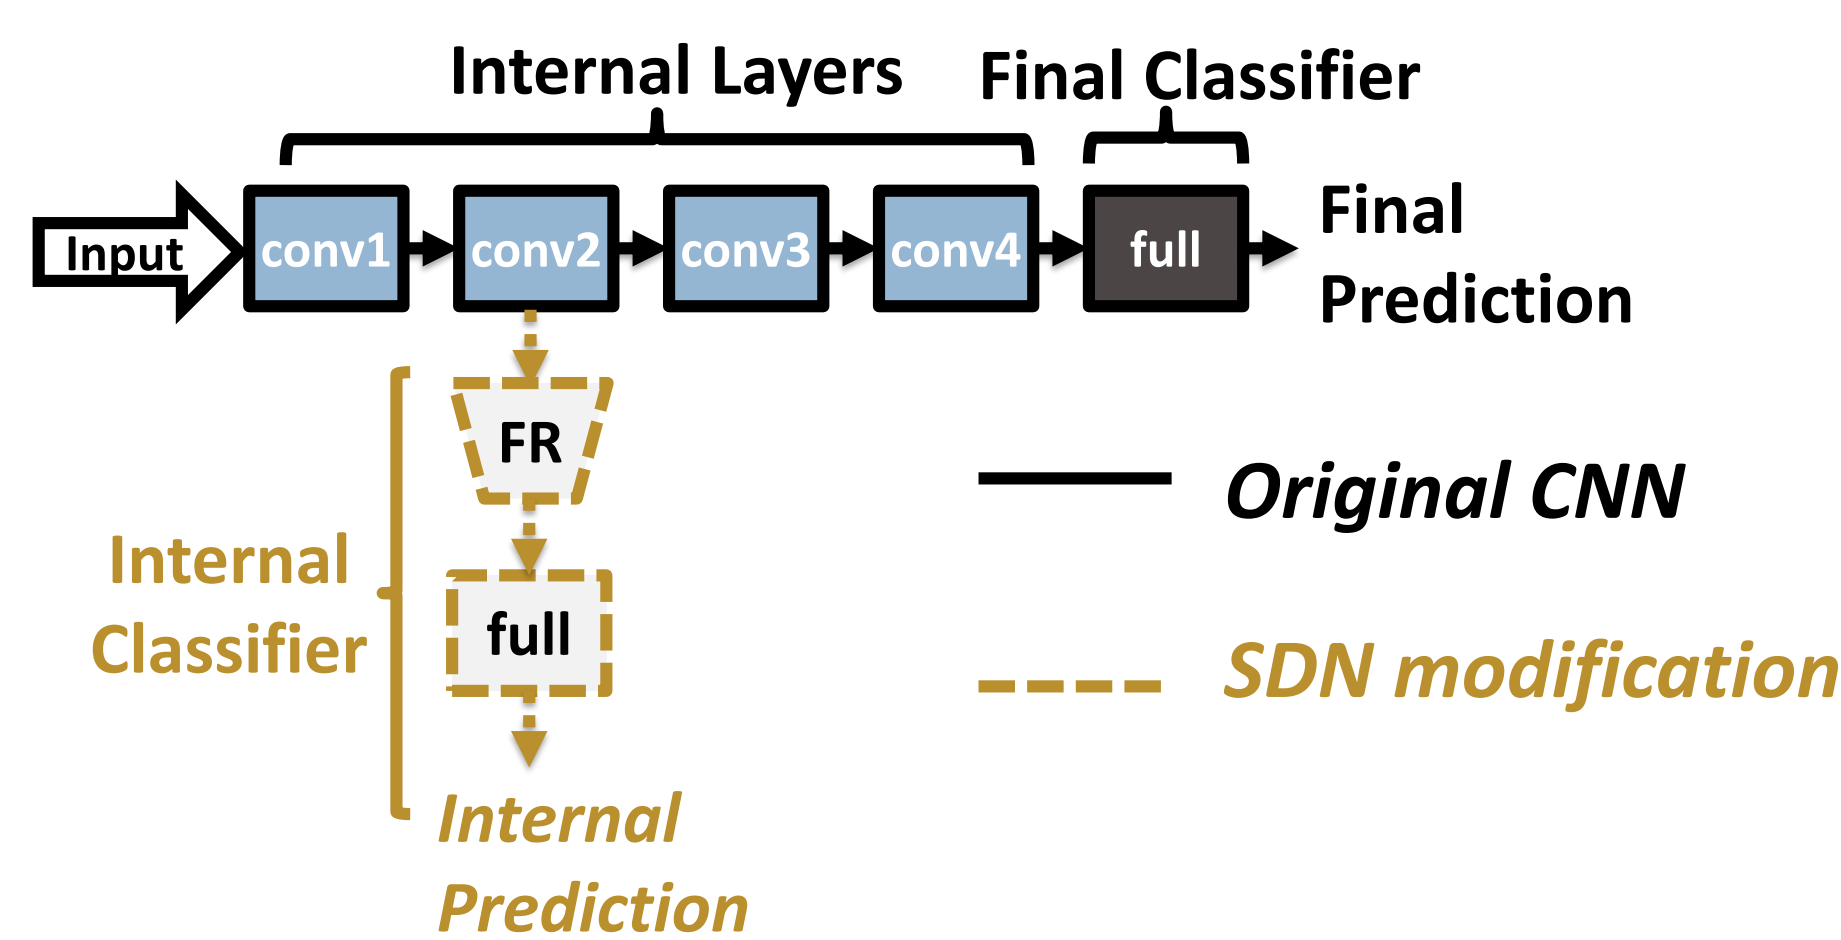 Internal Layers
Final Classifier
Input
conv1
conv2
conv3
conv4
full
Final
Prediction
FR
full
Internal
Classifier
Internal
Prediction
Original CNN
SDN modification